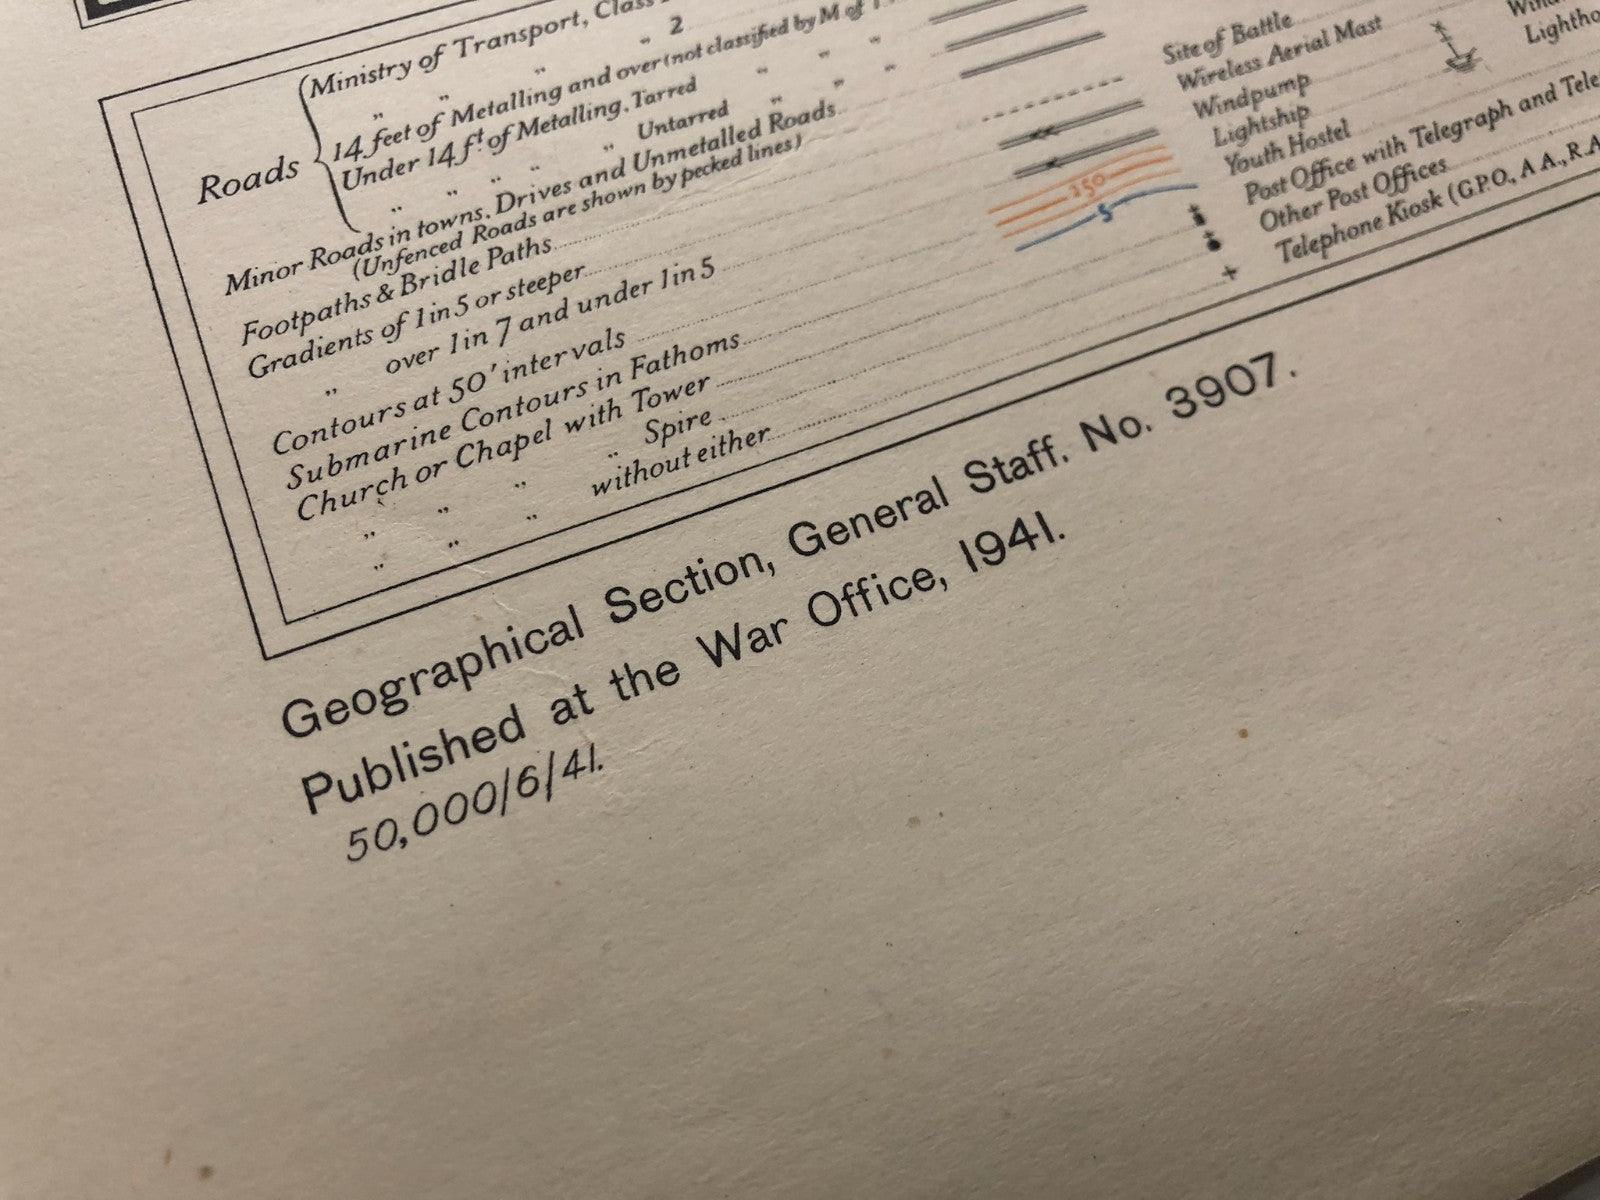 Roads
Ministry of Transport, Class
" " " 2
14 feet of Metalling and over (not classified by M of T
Under 14 fᵗ of Metalling, Tarred " " "
" " " " Untarred " " "
Minor Roads in towns, Drives and Unmetalled Roads
(Unfenced Roads are shown by pecked lines)
Footpaths & Bridle Paths
Gradients of 1 in 5 or steeper
" over 1 in 7 and under 1 in 5
Contours at 50' intervals
150
Submarine Contours in Fathoms
5
Church or Chapel with Tower
" " " " Spire
" " " without either
Site of Battle
Wireless Aerial Mast
Windpump
Lightship
Youth Hostel
Post Office with Telegraph and Tele
Other Post Offices
Telephone Kiosk (G.P.O., A A., R.A
Geographical Section, General Staff. No. 3907.
Published at the War Office, 1941.
50,000/6/41.